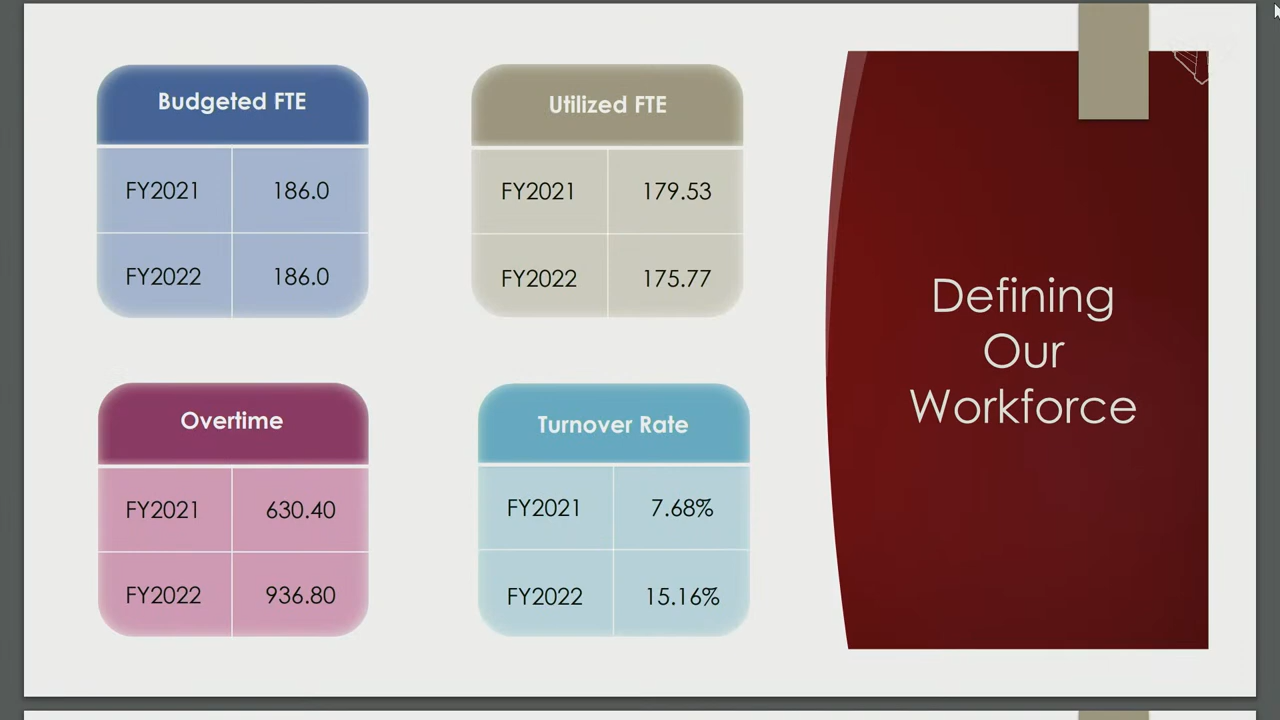 Budgeted FTE
FY2021 186.0
FY2022 186.0
Utilized FTE
FY2021 179.53
FY2022 175.77
Overtime
FY2021 630.40
FY2022 936.80
Turnover Rate
FY2021 7.68%
FY2022 15.16%
Defining
Our
Workforce